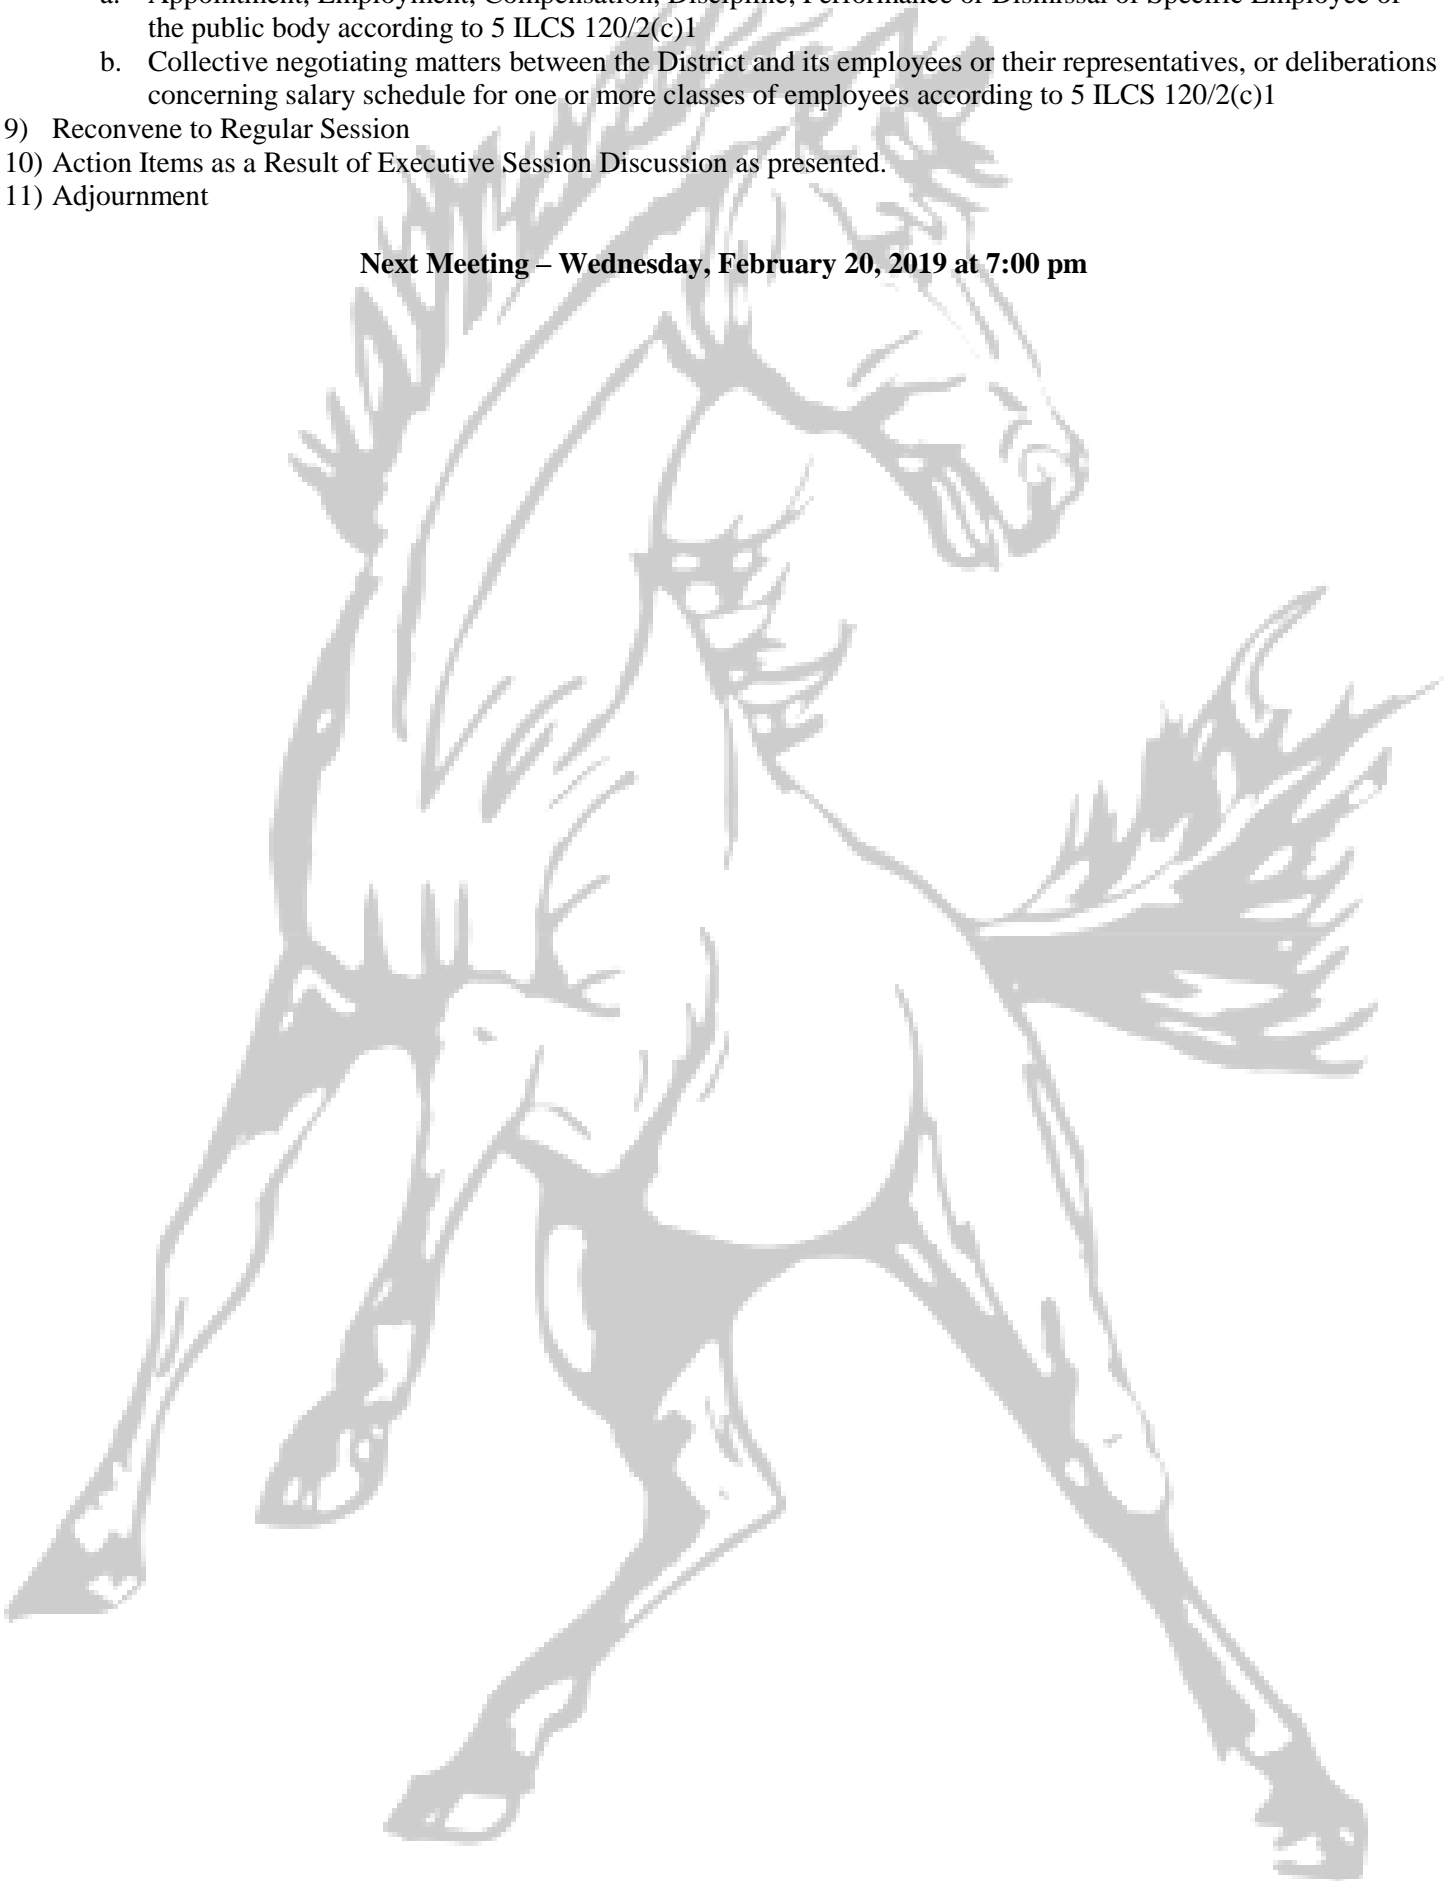 a. Appointment, Employment, Compensation, Discipline, Performance or Dismissal of Specific Employee of
the public body according to 5 ILCS 120/2(c)1
b. Collective negotiating matters between the District and its employees or their representatives, or deliberations
concerning salary schedule for one or more classes of employees according to 5 ILCS 120/2(c)1
9) Reconvene to Regular Session
10) Action Items as a Result of Executive Session Discussion as presented.
11) Adjournment
Next Meeting – Wednesday, February 20, 2019 at 7:00 pm